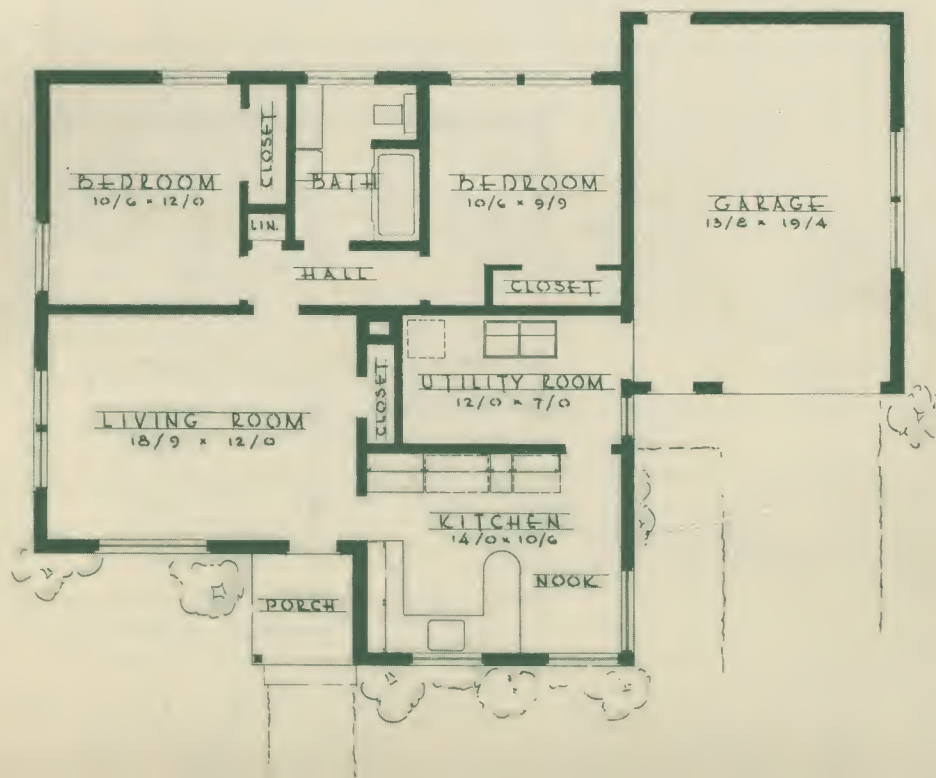 BEDROOM
10/6 × 12/0
CLOSET
LIN.
BATH
BEDROOM
10/6 × 9/9
CLOSET
GARAGE
13/8 × 19/4
HALL
LIVING ROOM
18/9 × 12/0
CLOSET
UTILITY ROOM
12/0 × 7/0
KITCHEN
14/0 × 10/6
NOOK
PORCH